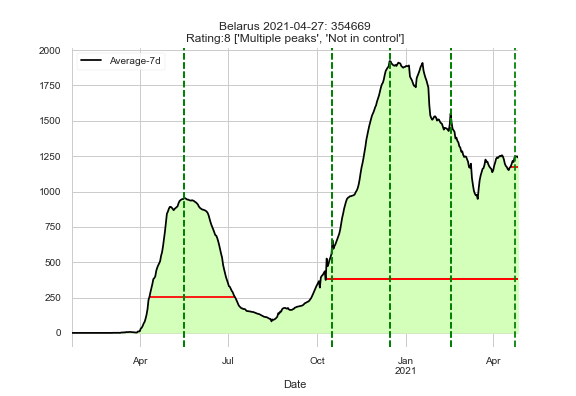 Belarus 2021-04-27: 354669
Rating:8 ['Multiple peaks', 'Not in control']
2000
1750
1500
1250
1000
750
500
250
0
Average-7d
Apr Jul Oct Jan Apr
2021
Date